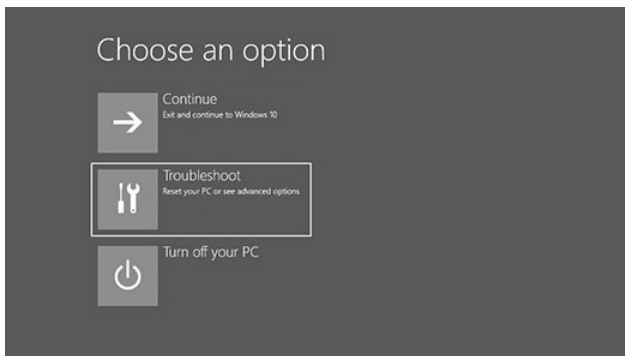 Choose an option
Continue
Exit and continue to Windows 10
Troubleshoot
Reset your PC or see advanced options
Turn off your PC